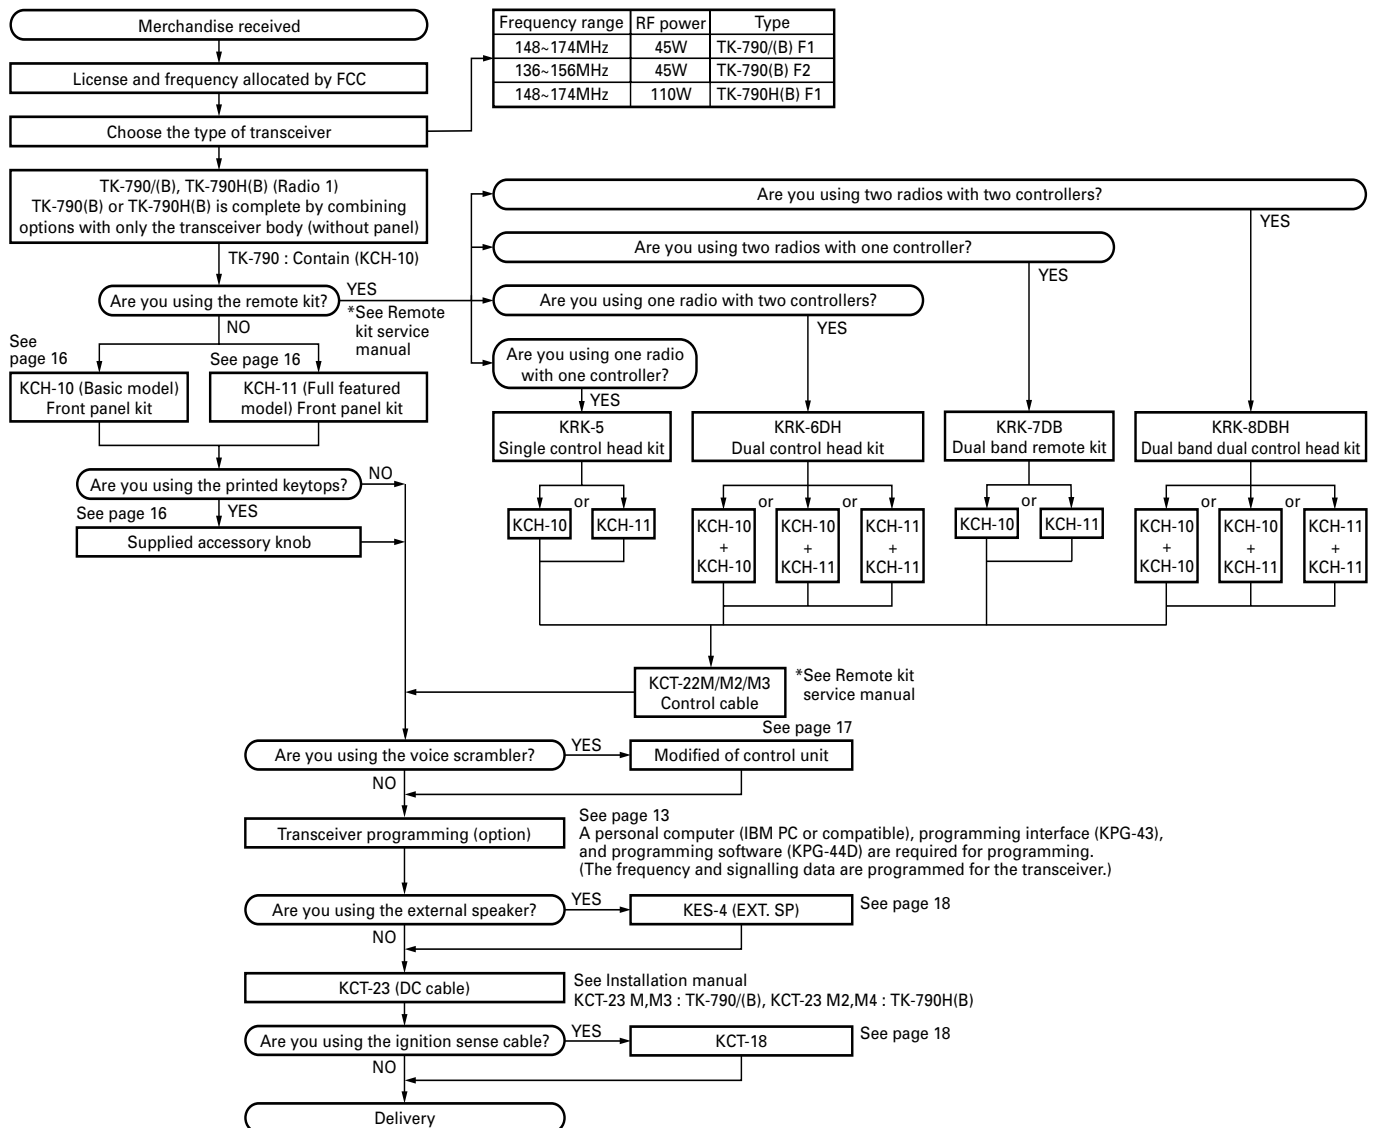 Merchandise received
License and frequency allocated by FCC
Choose the type of transceiver
Frequency range RF power Type
148~174MHz 45W TK-790/(B) F1
136~156MHz 45W TK-790(B) F2
148~174MHz 110W TK-790H(B) F1
TK-790/(B), TK-790H(B) (Radio 1)
TK-790(B) or TK-790H(B) is complete by combining
options with only the transceiver body (without panel)
TK-790 : Contain (KCH-10)
Are you using the remote kit?
YES
*See Remote
kit service
manual
NO
Are you using two radios with two controllers?
YES
Are you using two radios with one controller?
YES
Are you using one radio with two controllers?
YES
Are you using one radio
with one controller?
YES
See
page 16
KCH-10 (Basic model)
Front panel kit
See page 16
KCH-11 (Full featured
model) Front panel kit
KRK-5
Single control head kit
KRK-6DH
Dual control head kit
KRK-7DB
Dual band remote kit
KRK-8DBH
Dual band dual control head kit
KCH-10
or
KCH-11
KCH-10
+
KCH-10
or
KCH-10
+
KCH-11
or
KCH-11
+
KCH-11
KCH-10
or
KCH-11
KCH-10
+
KCH-10
or
KCH-10
+
KCH-11
or
KCH-11
+
KCH-11
Are you using the printed keytops?
NO
See page 16
YES
Supplied accessory knob
KCT-22M/M2/M3
Control cable
*See Remote kit
service manual
Are you using the voice scrambler?
YES
See page 17
Modified of control unit
NO
Transceiver programming (option)
See page 13
A personal computer (IBM PC or compatible), programming interface (KPG-43),
and programming software (KPG-44D) are required for programming.
(The frequency and signalling data are programmed for the transceiver.)
Are you using the external speaker?
YES
KES-4 (EXT. SP)
See page 18
NO
KCT-23 (DC cable)
See Installation manual
KCT-23 M,M3 : TK-790/(B), KCT-23 M2,M4 : TK-790H(B)
Are you using the ignition sense cable?
YES
KCT-18
See page 18
NO
Delivery